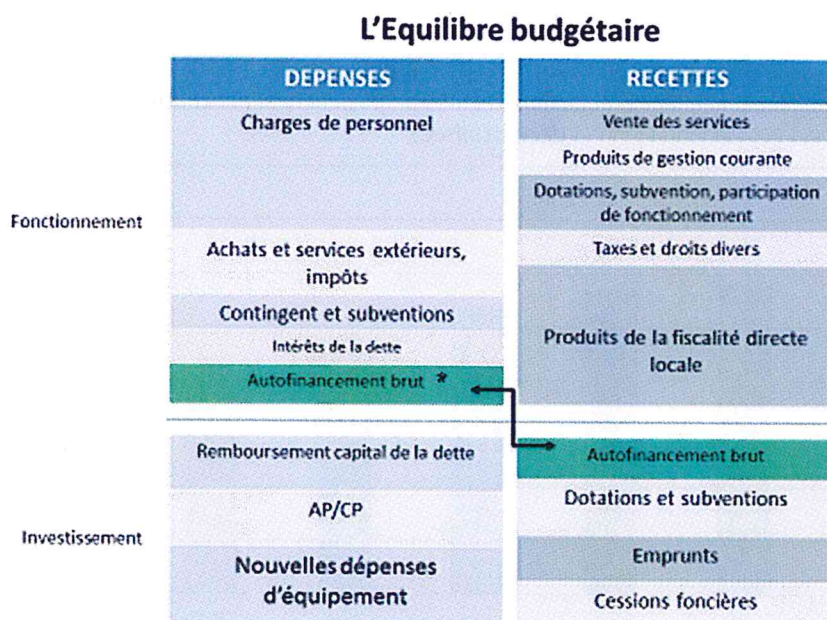 L'Equilibre budgétaire
DEPENSES
RECETTES
Fonctionnement
Charges de personnel
Achats et services extérieurs,
impôts
Contingent et subventions
Intérêts de la dette
Autofinancement brut *
Vente des services
Produits de gestion courante
Dotations, subvention, participation
de fonctionnement
Taxes et droits divers
Produits de la fiscalité directe
locale
Investissement
Remboursement capital de la dette
AP/CP
Nouvelles dépenses
d'équipement
Autofinancement brut
Dotations et subventions
Emprunts
Cessions foncières